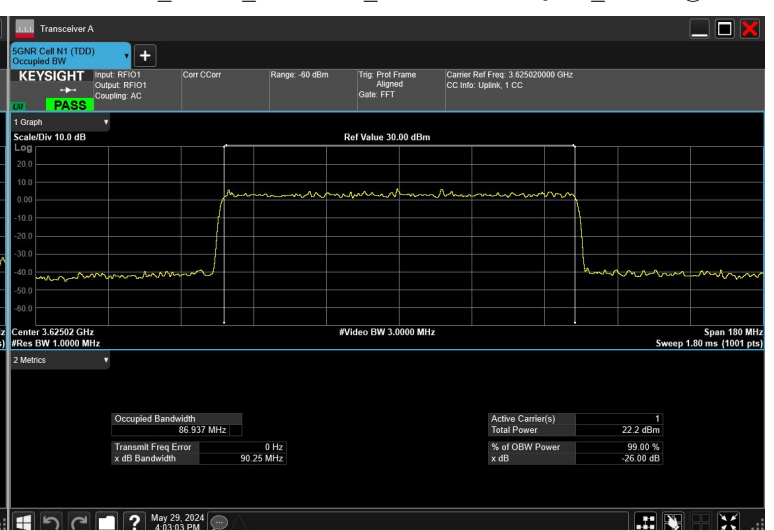 Transceiver A
5GNR Cell N1 (TDD)
Occupied BW
+
KEYSIGHT
LXI
PASS
Input: RFIO1
Output: RFIO1
Coupling: AC
Corr CCorr
Range: -60 dBm
Trig: Prot Frame
Aligned
Gate: FFT
Carrier Ref Freq: 3.625020000 GHz
CC Info: Uplink, 1 CC
1 Graph
Scale/Div 10.0 dB
Ref Value 30.00 dBm
Log
20.0
10.0
0.00
-10.0
-20.0
-30.0
-40.0
-50.0
-60.0
Center 3.62502 GHz
#Video BW 3.0000 MHz
Span 180 MHz
#Res BW 1.0000 MHz
Sweep 1.80 ms (1001 pts)
2 Metrics
Occupied Bandwidth
86.937 MHz
Active Carrier(s) 1
Total Power 22.2 dBm
Transmit Freq Error 0 Hz
x dB Bandwidth 90.25 MHz
% of OBW Power 99.00 %
x dB -26.00 dB
?
May 29, 2024
4:03:03 PM